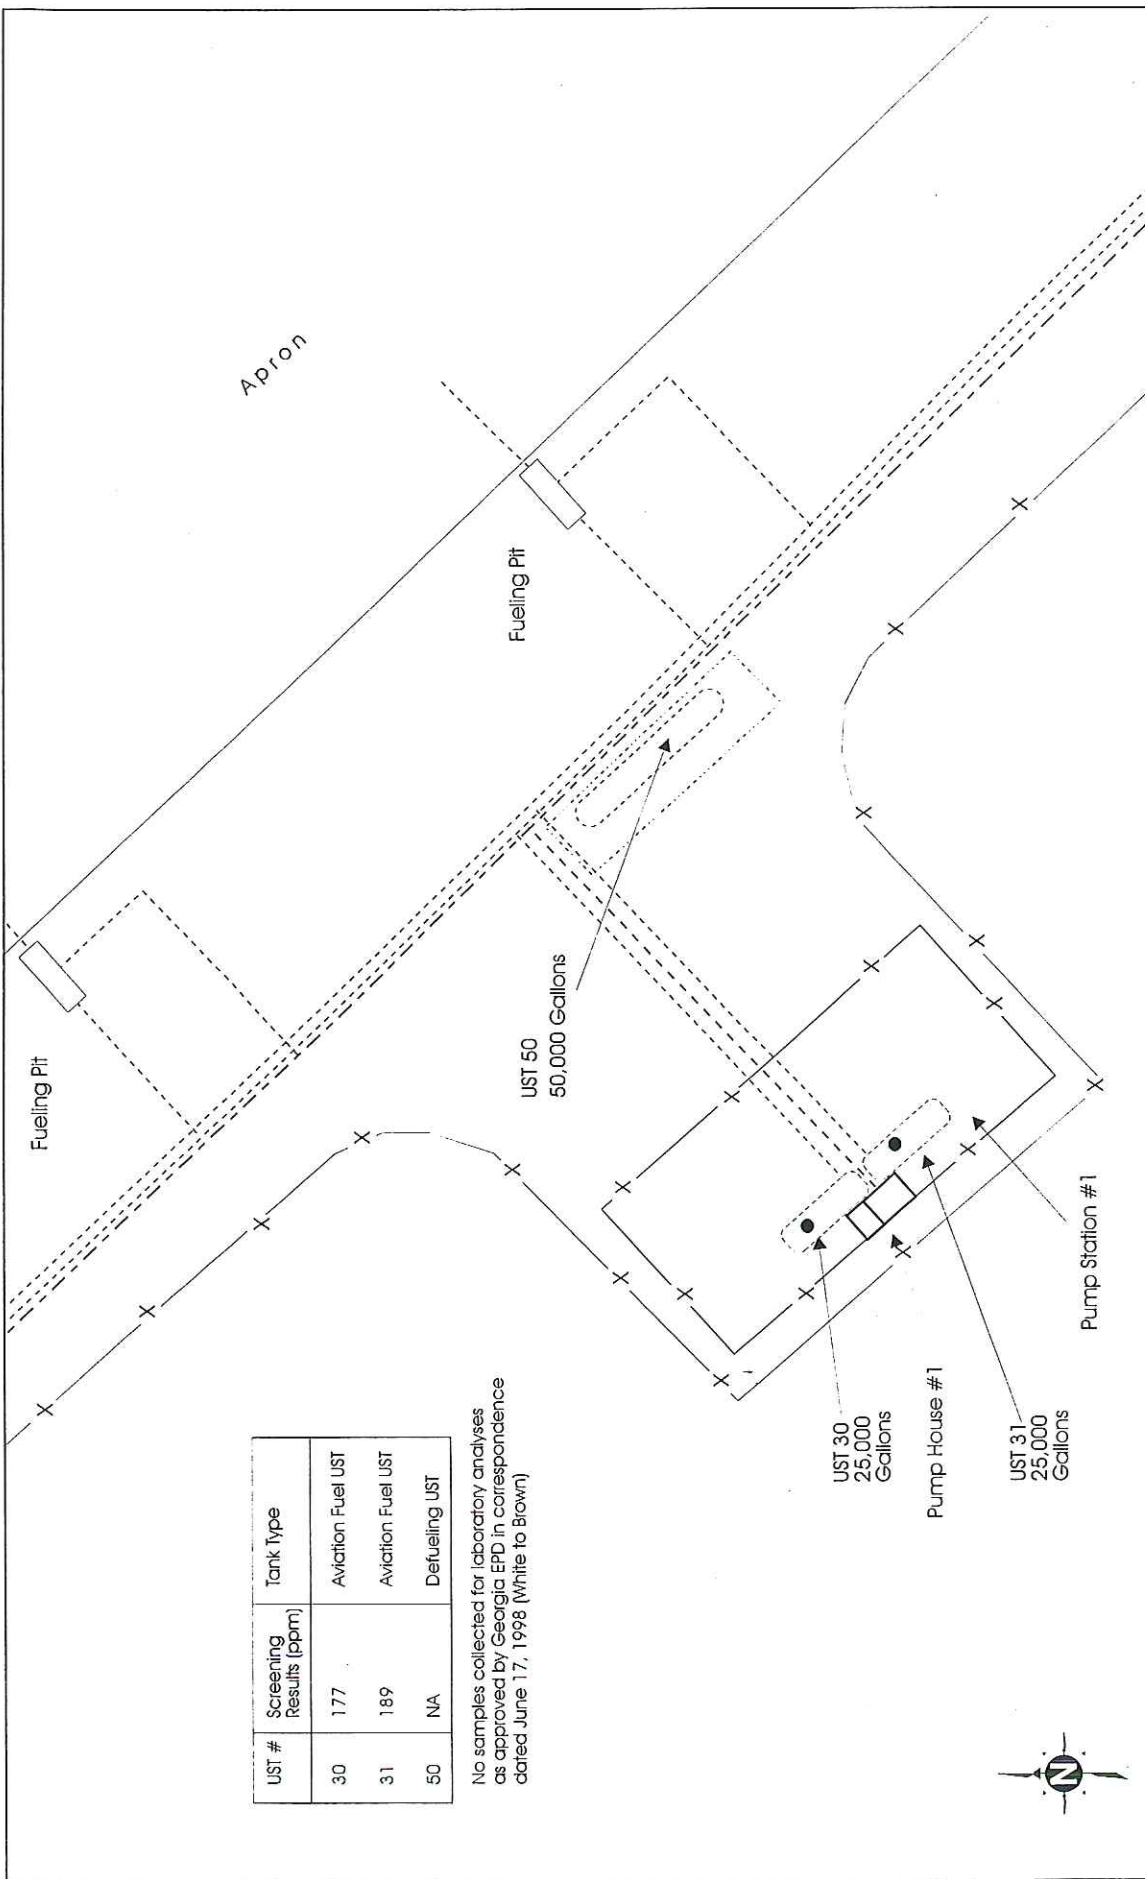 Apron
Fueling Pit
Fueling Pit
UST 50
50,000 Gallons
UST # Screening Results (ppm) Tank Type
30 177 Aviation Fuel UST
31 189 Aviation Fuel UST
50 NA Defueling UST
No samples collected for laboratory analyses
as approved by Georgia EPD in correspondence
dated June 17, 1998 (White to Brown)
UST 30
25,000
Gallons
Pump House #1
UST 31
25,000
Gallons
Pump Station #1
N